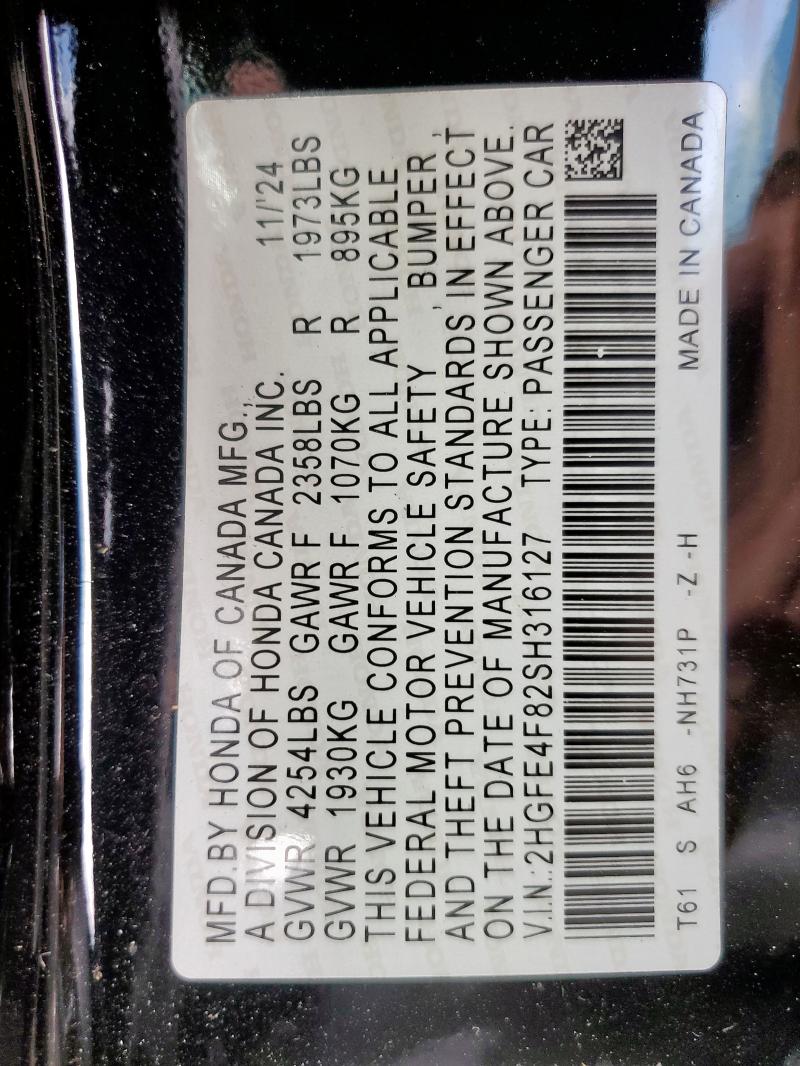 MFD.BY HONDA OF CANADA MFG.,
A DIVISION OF HONDA CANADA INC. 11/'24
GVWR 4254LBS GAWR F 2358LBS R 1973LBS
GVWR 1930KG GAWR F 1070KG R 895KG
THIS VEHICLE CONFORMS TO ALL APPLICABLE
FEDERAL MOTOR VEHICLE SAFETY , BUMPER ,
AND THEFT PREVENTION STANDARDS IN EFFECT
ON THE DATE OF MANUFACTURE SHOWN ABOVE.
V.I.N.:2HGFE4F82SH316127 TYPE: PASSENGER CAR
T61 S AH6 -NH731P -Z -H MADE IN CANADA